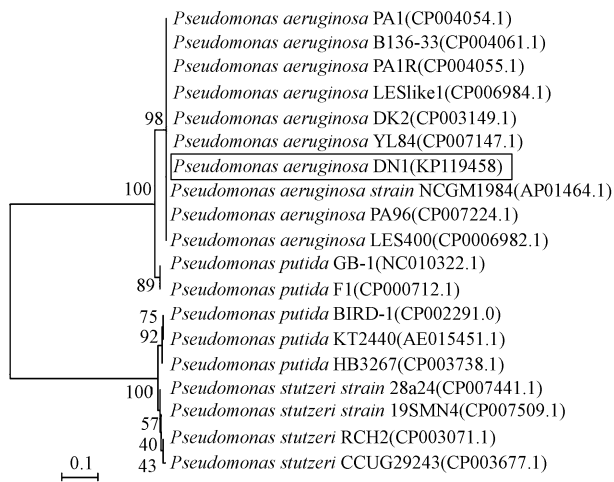 Pseudomonas aeruginosa PA1(CP004054.1)
Pseudomonas aeruginosa B136-33(CP004061.1)
Pseudomonas aeruginosa PA1R(CP004055.1)
Pseudomonas aeruginosa LESlike1(CP006984.1)
98 Pseudomonas aeruginosa DK2(CP003149.1)
Pseudomonas aeruginosa YL84(CP007147.1)
Pseudomonas aeruginosa DN1(KP119458)
100 Pseudomonas aeruginosa strain NCGM1984(AP01464.1)
Pseudomonas aeruginosa PA96(CP007224.1)
Pseudomonas aeruginosa LES400(CP0006982.1)
Pseudomonas putida GB-1(NC010322.1)
89 Pseudomonas putida F1(CP000712.1)
75 Pseudomonas putida BIRD-1(CP002291.0)
92 Pseudomonas putida KT2440(AE015451.1)
Pseudomonas putida HB3267(CP003738.1)
100 Pseudomonas stutzeri strain 28a24(CP007441.1)
Pseudomonas stutzeri strain 19SMN4(CP007509.1)
57
40 Pseudomonas stutzeri RCH2(CP003071.1)
43 Pseudomonas stutzeri CCUG29243(CP003677.1)
0.1